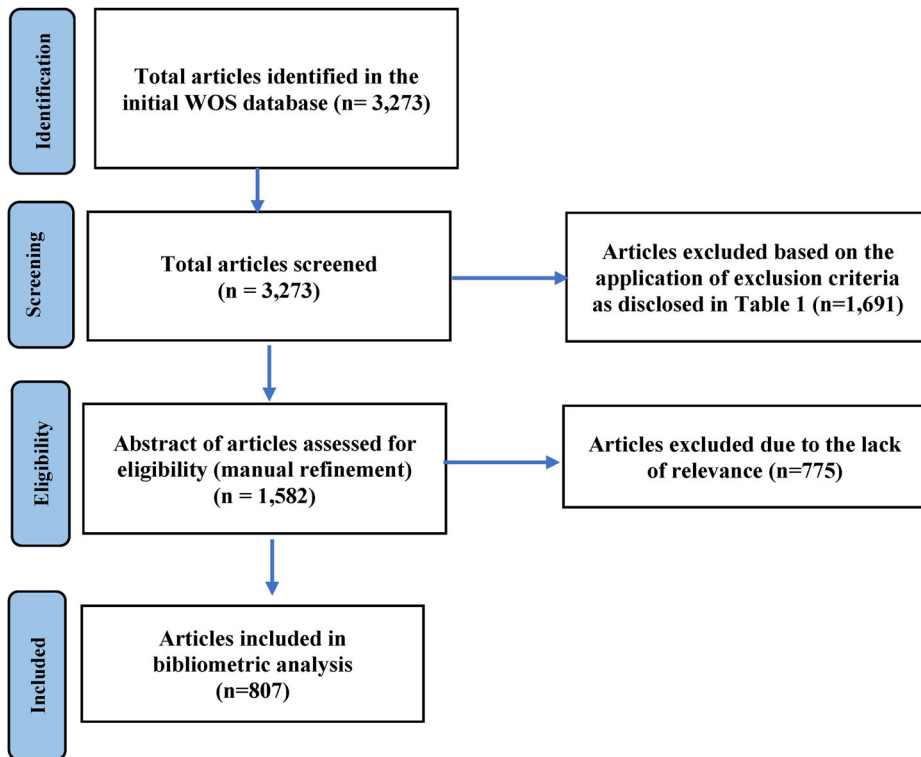 Identification
Total articles identified in the
initial WOS database (n= 3,273)
Screening
Total articles screened
(n = 3,273)
Articles excluded based on the
application of exclusion criteria
as disclosed in Table 1 (n=1,691)
Eligibility
Abstract of articles assessed for
eligibility (manual refinement)
(n = 1,582)
Articles excluded due to the lack
of relevance (n=775)
Included
Articles included in
bibliometric analysis
(n=807)